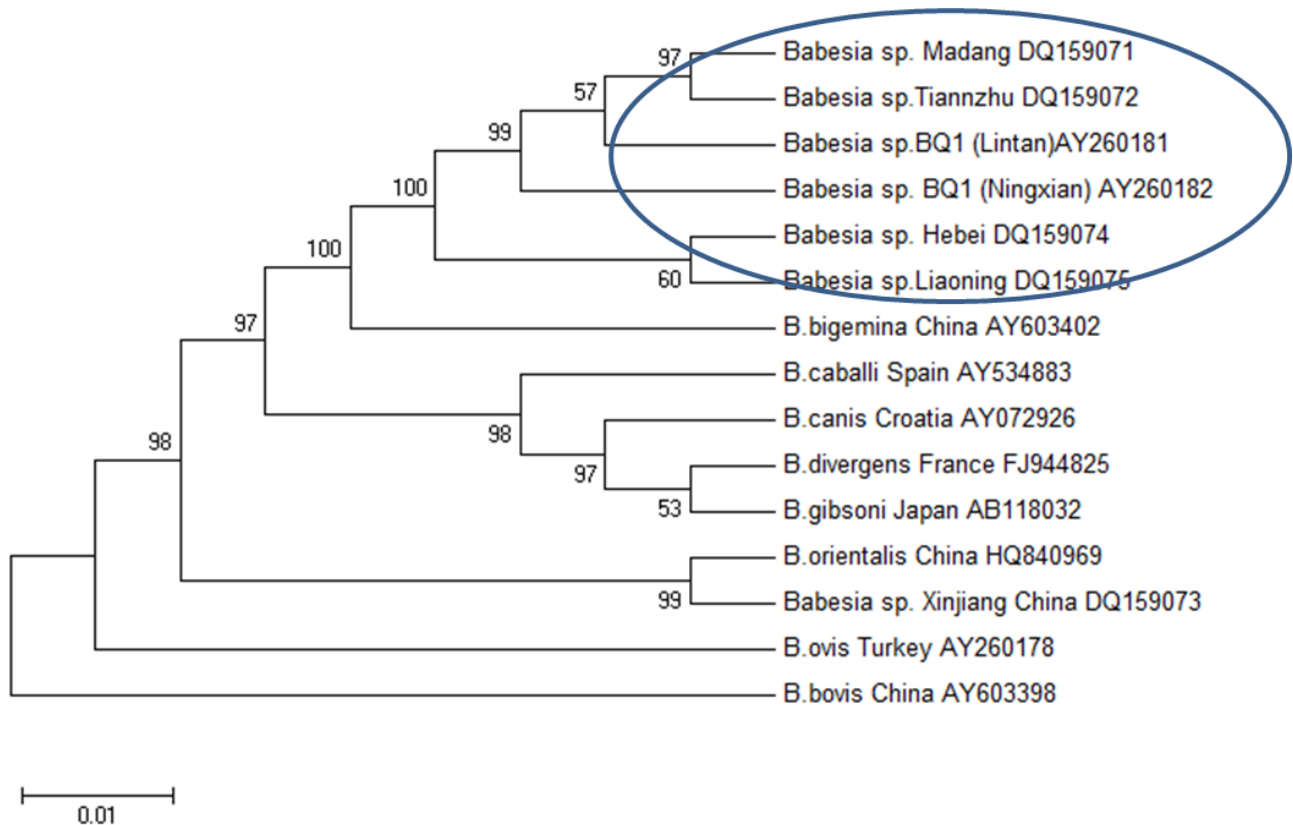 97
Babesia sp. Madang DQ159071
57
Babesia sp.Tiannzhu DQ159072
99
Babesia sp.BQ1 (Lintan)AY260181
100
Babesia sp. BQ1 (Ningxian) AY260182
Babesia sp. Hebei DQ159074
100
60
Babesia sp.Liaoning DQ159075
97
B.bigemina China AY603402
B.caballi Spain AY534883
98
98
B.canis Croatia AY072926
97
B.divergens France FJ944825
53
B.gibsoni Japan AB118032
B.orientalis China HQ840969
99
Babesia sp. Xinjiang China DQ159073
B.ovis Turkey AY260178
B.bovis China AY603398
0.01